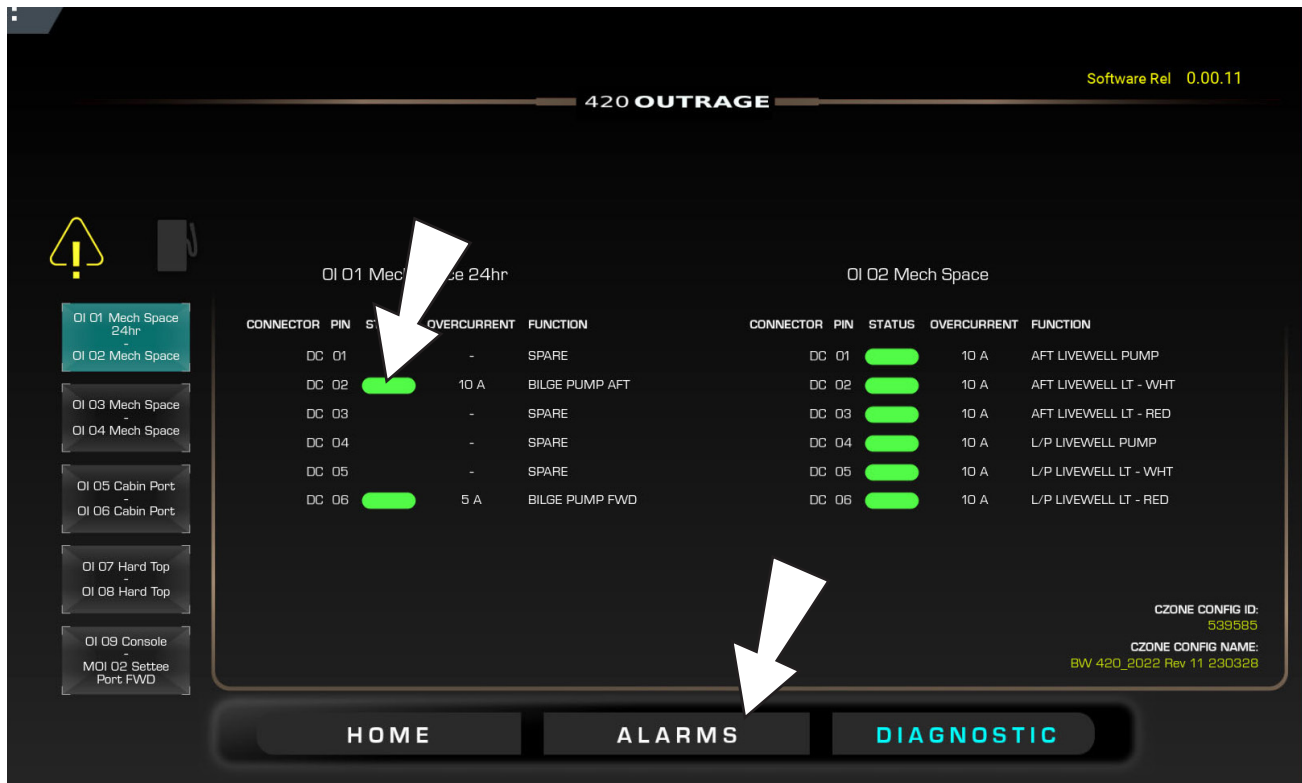 Software Rel 0.00.11
420 OUTRAGE
OI 01 Mech Space 24hr
-
OI 02 Mech Space
OI 03 Mech Space
-
OI 04 Mech Space
OI 05 Cabin Port
-
OI 06 Cabin Port
OI 07 Hard Top
-
OI 08 Hard Top
OI 09 Console
-
MOI 02 Settee
Port FWD
OI 01 Mech 24hr
CONNECTOR PIN OVERCURRENT FUNCTION
DC 01 - SPARE
DC 02 10 A BILGE PUMP AFT
DC 03 - SPARE
DC 04 - SPARE
DC 05 - SPARE
DC 06 5 A BILGE PUMP FWD
OI 02 Mech Space
CONNECTOR PIN STATUS OVERCURRENT FUNCTION
DC 01 10 A AFT LIVEWELL PUMP
DC 02 10 A AFT LIVEWELL LT - WHT
DC 03 10 A AFT LIVEWELL LT - RED
DC 04 10 A L/P LIVEWELL PUMP
DC 05 10 A L/P LIVEWELL LT - WHT
DC 06 10 A L/P LIVEWELL LT - RED
CZONE CONFIG ID:
539585
CZONE CONFIG NAME:
BW 420_2022 Rev 11 230328
HOME ALARMS DIAGNOSTIC